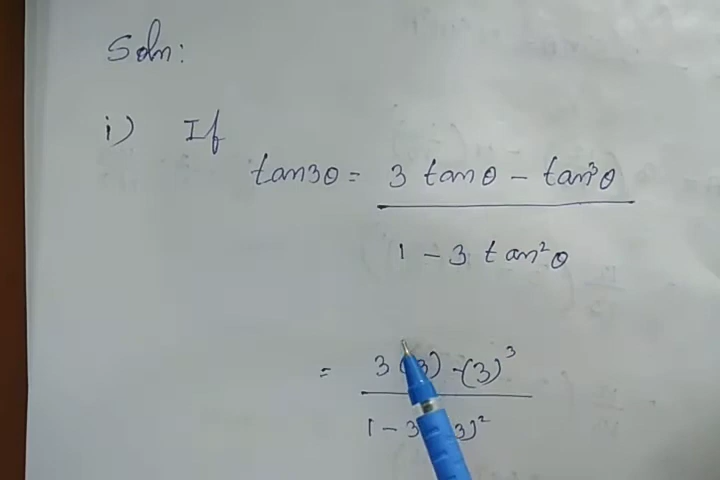 Soln:
i) If
tan3θ = 3 tanθ - tan³θ
1 - 3 tan²θ
= 3 (3) - (3)³
1 - 3 3)²